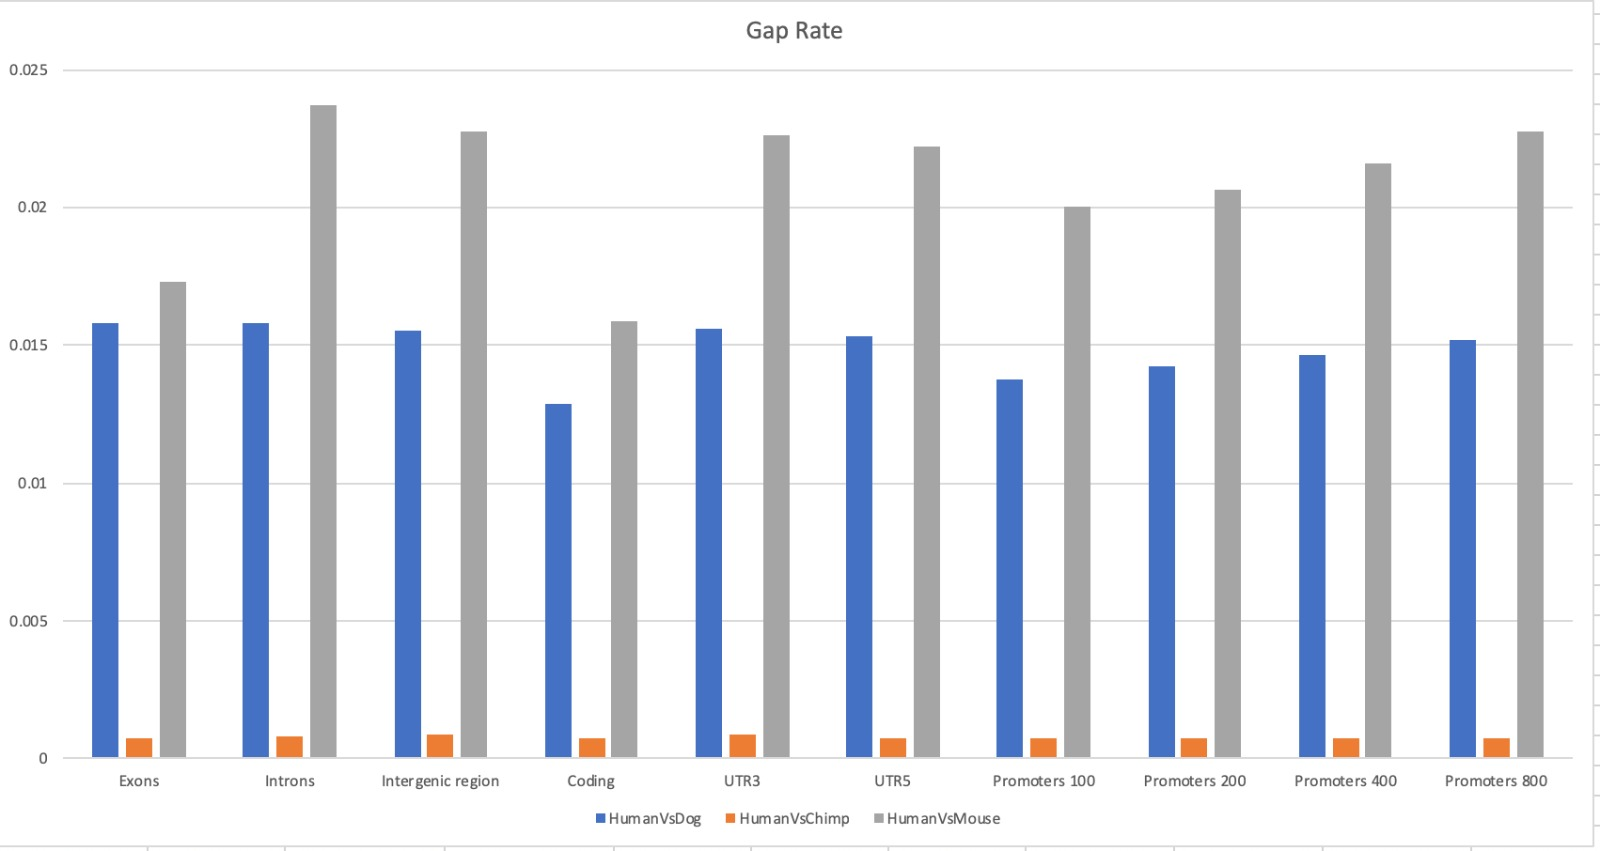 Gap Rate
0.025
0.02
0.015
0.01
0.005
0
Exons Introns Intergenic region Coding UTR3 UTR5 Promoters 100 Promoters 200 Promoters 400 Promoters 800
HumanVsDog HumanVsChimp HumanVsMouse